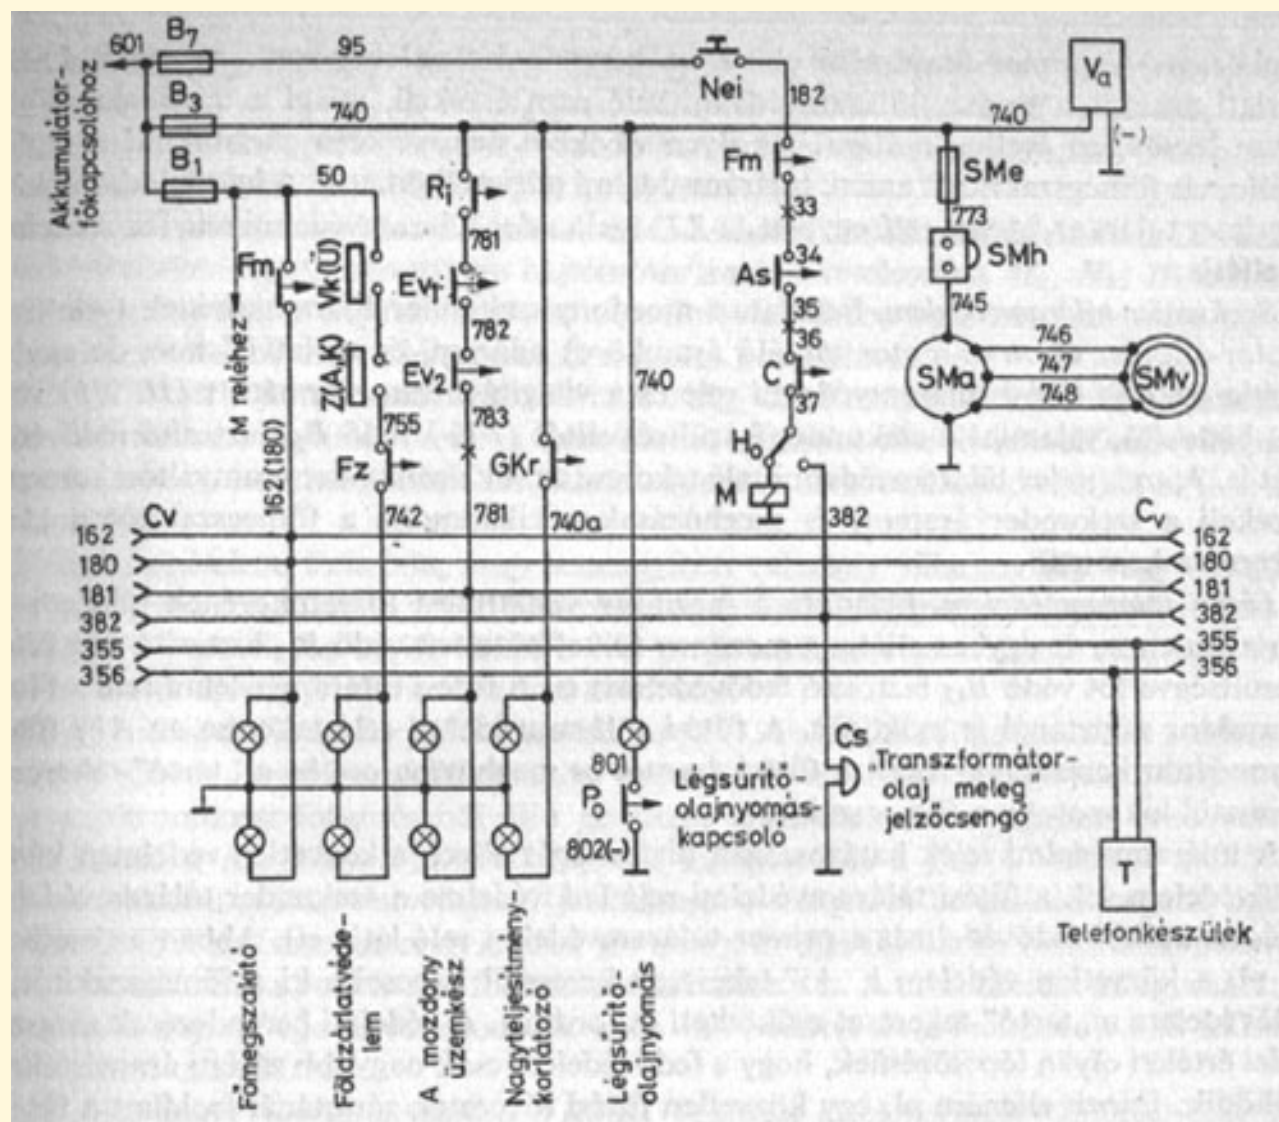 601
B7
95
Nei
182
Va
(-)
Akkumulátor-
főkapcsolóhoz
B3
740
740
B1
50
Ri
Fm
SMe
33
773
781
34
SMh
M reléhez
Fm
Vk(Ü)
Ev1
As
745
782
35
36
746
747
748
SMa
SMv
Z(A,K)
Ev2
740
C
783
37
755
Fz
GKr
H
162(180)
M
742
781
740a
382
Cv
Cv
162
162
180
180
181
181
382
382
355
355
356
356
801
P
802(-)
Légsűrítő-
olajnyomás-
kapcsoló
Cs
Transzformátor-
olaj meleg
jelzőcsengő
T
Telefonkészülék
Főmegszakító
Földzárlatvéde-
lem
A mozdony
üzemkész
Nagyteljesítmény-
korlátozó
Légsűrítő-
olajnyomás